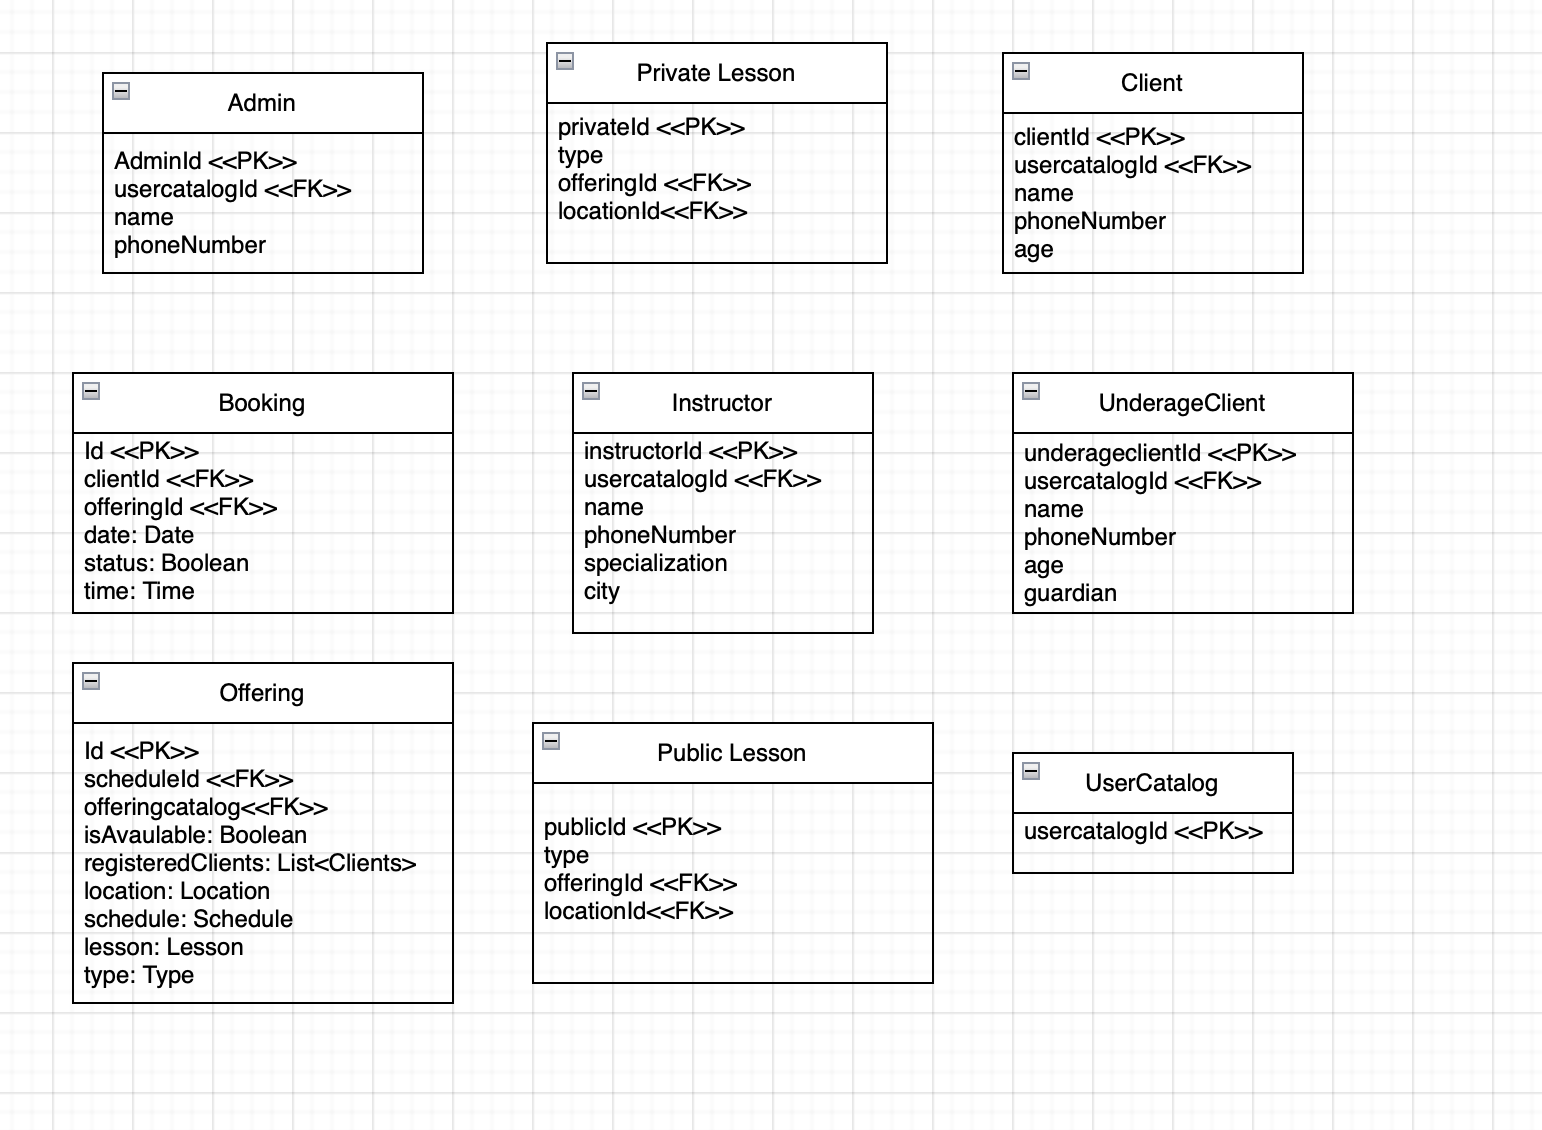 Admin
AdminId <<PK>>
usercatalogId <<FK>>
name
phoneNumber
Private Lesson
privateId <<PK>>
type
offeringId <<FK>>
locationId<<FK>>
Client
clientId <<PK>>
usercatalogId <<FK>>
name
phoneNumber
age
Booking
Id <<PK>>
clientId <<FK>>
offeringId <<FK>>
date: Date
status: Boolean
time: Time
Instructor
instructorId <<PK>>
usercatalogId <<FK>>
name
phoneNumber
specialization
city
UnderageClient
underageclientId <<PK>>
usercatalogId <<FK>>
name
phoneNumber
age
guardian
Offering
Id <<PK>>
scheduleId <<FK>>
offeringcatalog<<FK>>
isAvaulable: Boolean
registeredClients: List<Clients>
location: Location
schedule: Schedule
lesson: Lesson
type: Type
Public Lesson
publicId <<PK>>
type
offeringId <<FK>>
locationId<<FK>>
UserCatalog
usercatalogId <<PK>>